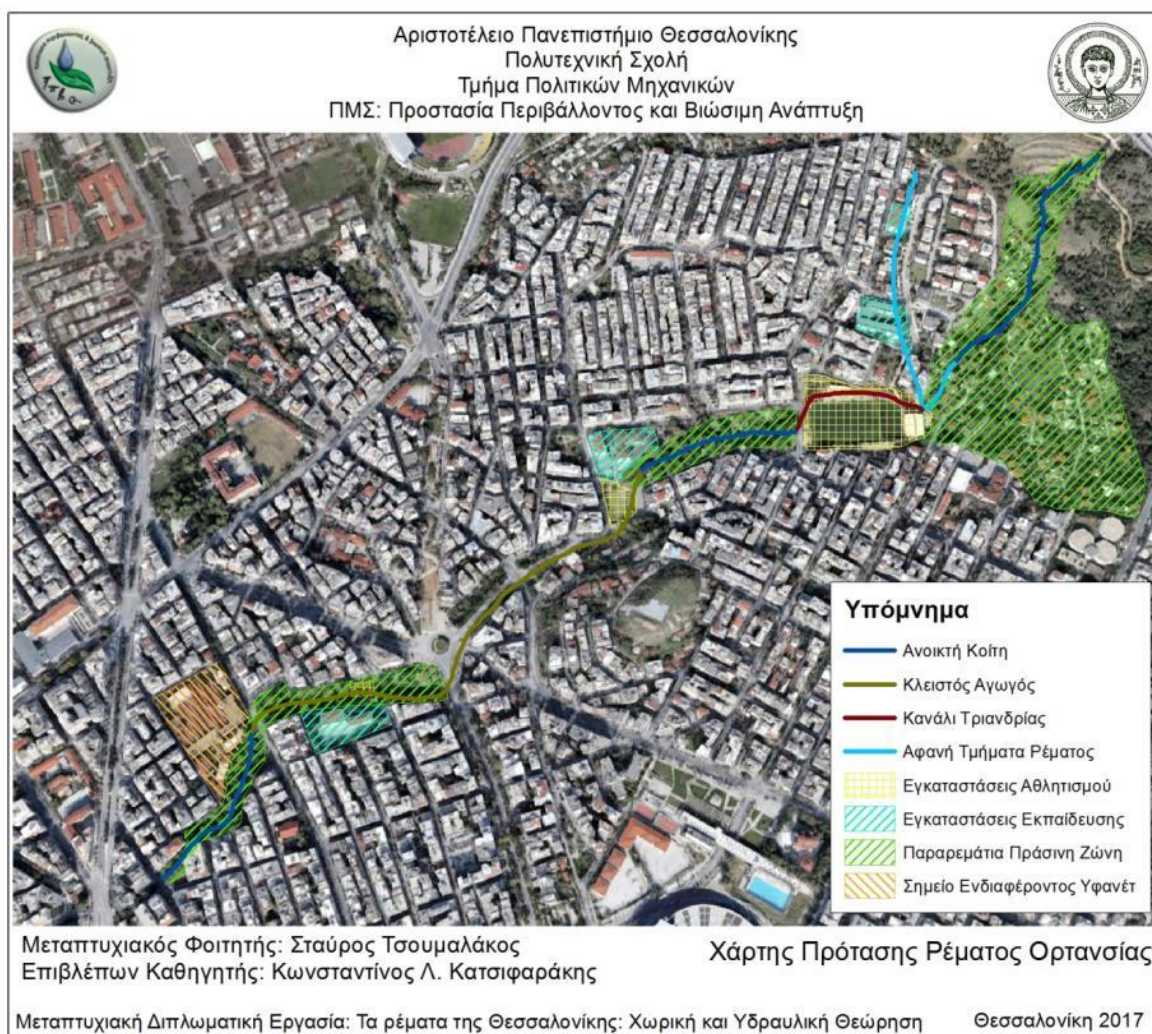 Αριστοτέλειο Πανεπιστήμιο Θεσσαλονίκης
Πολυτεχνική Σχολή
Τμήμα Πολιτικών Μηχανικών
ΠΜΣ: Προστασία Περιβάλλοντος και Βιώσιμη Ανάπτυξη
Υπόμνημα
Ανοικτή Κοίτη
Κλειστός Αγωγός
Κανάλι Τριανδρίας
Αφανή Τμήματα Ρέματος
Εγκαταστάσεις Αθλητισμού
Εγκαταστάσεις Εκπαίδευσης
Παραρεμάτια Πράσινη Ζώνη
Σημείο Ενδιαφέροντος Υφανέτ
Μεταπτυχιακός Φοιτητής: Σταύρος Τσουμαλάκος
Επιβλέπων Καθηγητής: Κωνσταντίνος Λ. Κατσιφαράκης
Χάρτης Πρότασης Ρέματος Ορτανσίας
Μεταπτυχιακή Διπλωματική Εργασία: Τα ρέματα της Θεσσαλονίκης: Χωρική και Υδραυλική Θεώρηση
Θεσσαλονίκη 2017